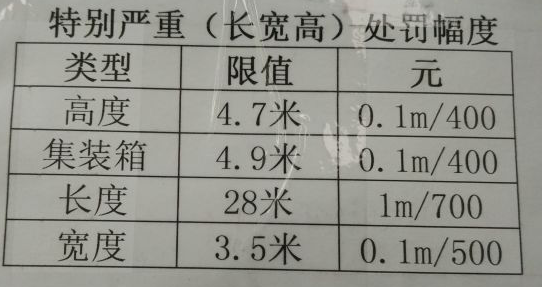 特别严重（长宽高）处罚幅度
类型 限值 元
高度 4.7米 0.1m/400
集装箱 4.9米 0.1m/400
长度 28米 1m/700
宽度 3.5米 0.1m/500